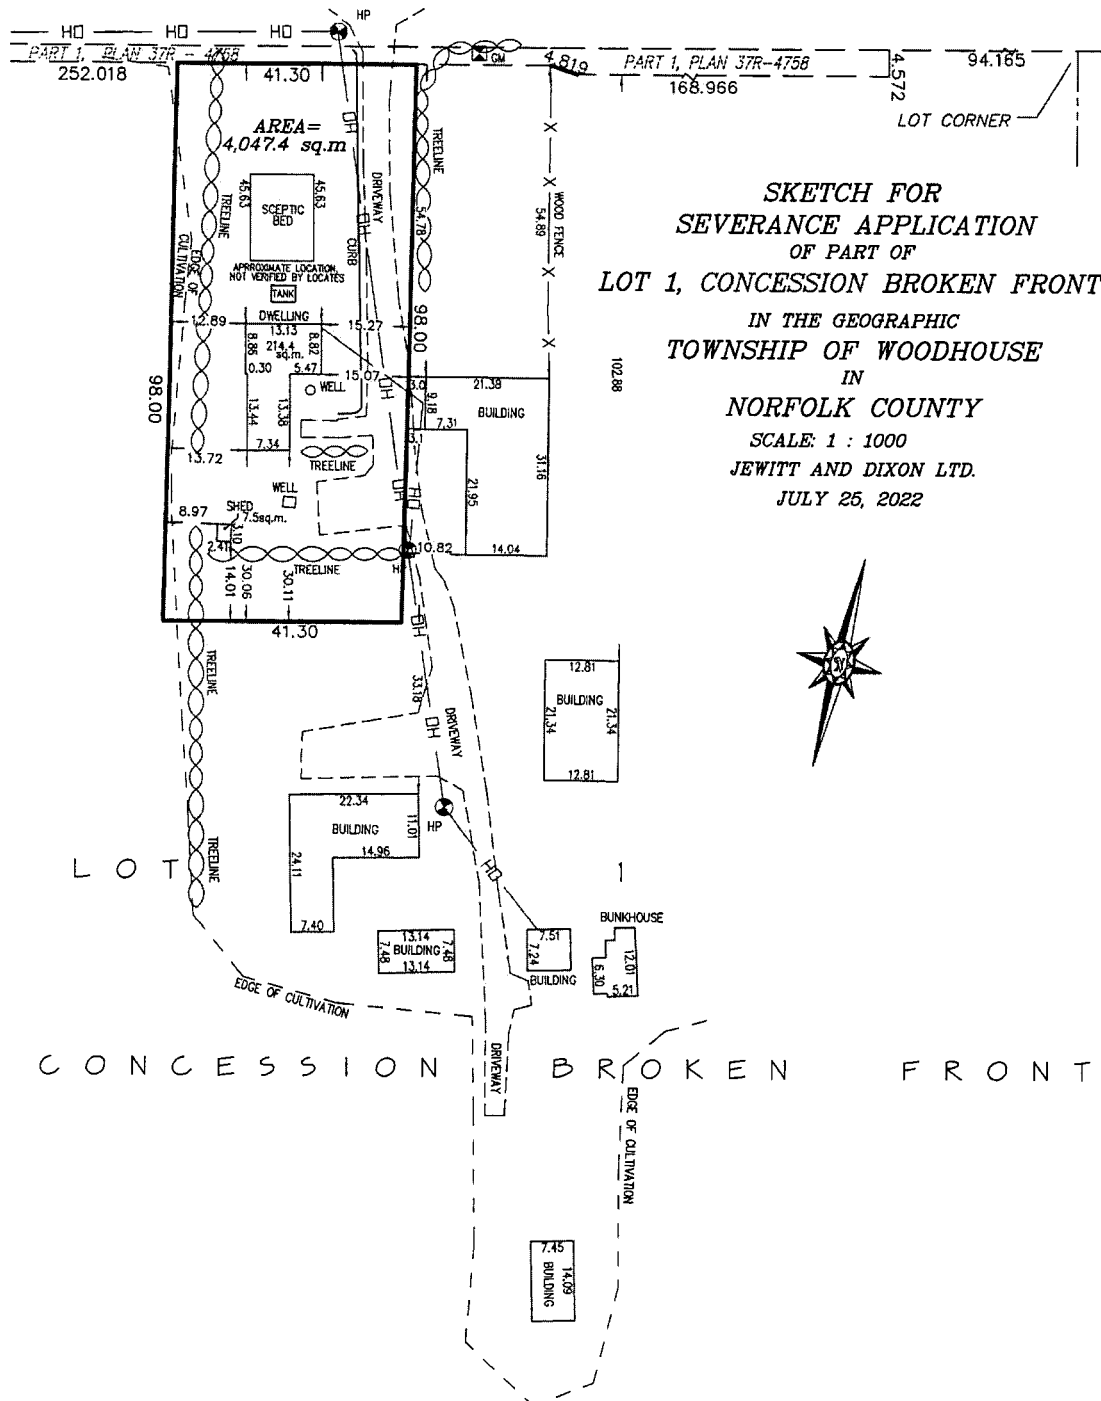 HP
HO HO HO
PART 1, PLAN 37R-4758
252.018
41.30
GM
4.819
PART 1, PLAN 37R-4758
168.966
4.572
94.165
LOT CORNER
AREA=
4,047.4 sq.m
HO
TREELINE
DRIVEWAY
45.63
45.63
SCEPTIC
BED
TREELINE
HO
54.78
WOOD FENCE
54.89
CURB
EDGE OF
CULTIVATION
APPROXIMATE LOCATION
NOT VERIFIED BY LOCATES
TANK
SKETCH FOR
SEVERANCE APPLICATION
OF PART OF
LOT 1, CONCESSION BROKEN FRONT
IN THE GEOGRAPHIC
TOWNSHIP OF WOODHOUSE
IN
NORFOLK COUNTY
SCALE: 1 : 1000
JEWITT AND DIXON LTD.
JULY 25, 2022
DWELLING
12.89
13.13
15.27
98.00
8.86
214.4
sq.m.
8.82
0.30
5.47
15.07
HO
3.0
21.38
102.88
98.00
WELL
9.18
BUILDING
13.44
13.38
7.31
7.34
3.1
13.72
TREELINE
31.16
WELL
HO
HO
21.95
SHED
7.5sq.m.
8.97
3.10
2.41
TREELINE
HP
10.82
14.04
14.01
30.06
30.11
41.30
HO
TREELINE
33.18
12.81
BUILDING
21.34
21.34
12.81
HO
DRIVEWAY
22.34
BUILDING
11.01
HP
14.96
24.11
7.40
TREELINE
HO
LOT
1
BUNKHOUSE
13.14
7.48
BUILDING
7.48
13.14
7.51
7.24
BUILDING
12.01
6.30
5.21
EDGE OF CULTIVATION
CONCESSION BROKEN FRONT
DRIVEWAY
EDGE OF CULTIVATION
7.45
BUILDING
14.09